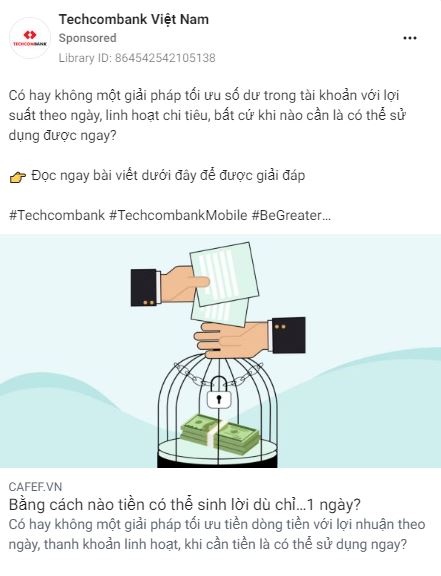 Techcombank Việt Nam
TECHCOMBANK
Sponsored
Library ID: 864542542105138
Có hay không một giải pháp tối ưu số dư trong tài khoản với lợi
suất theo ngày, linh hoạt chi tiêu, bất cứ khi nào cần là có thể sử
dụng được ngay?
👉 Đọc ngay bài viết dưới đây để được giải đáp
#Techcombank #TechcombankMobile #BeGreater...
CAFEF.VN
Bằng cách nào tiền có thể sinh lời dù chỉ...1 ngày?
Có hay không một giải pháp tối ưu tiền dòng tiền với lợi nhuận theo
ngày, thanh khoản linh hoạt, khi cần tiền là có thể sử dụng ngay?